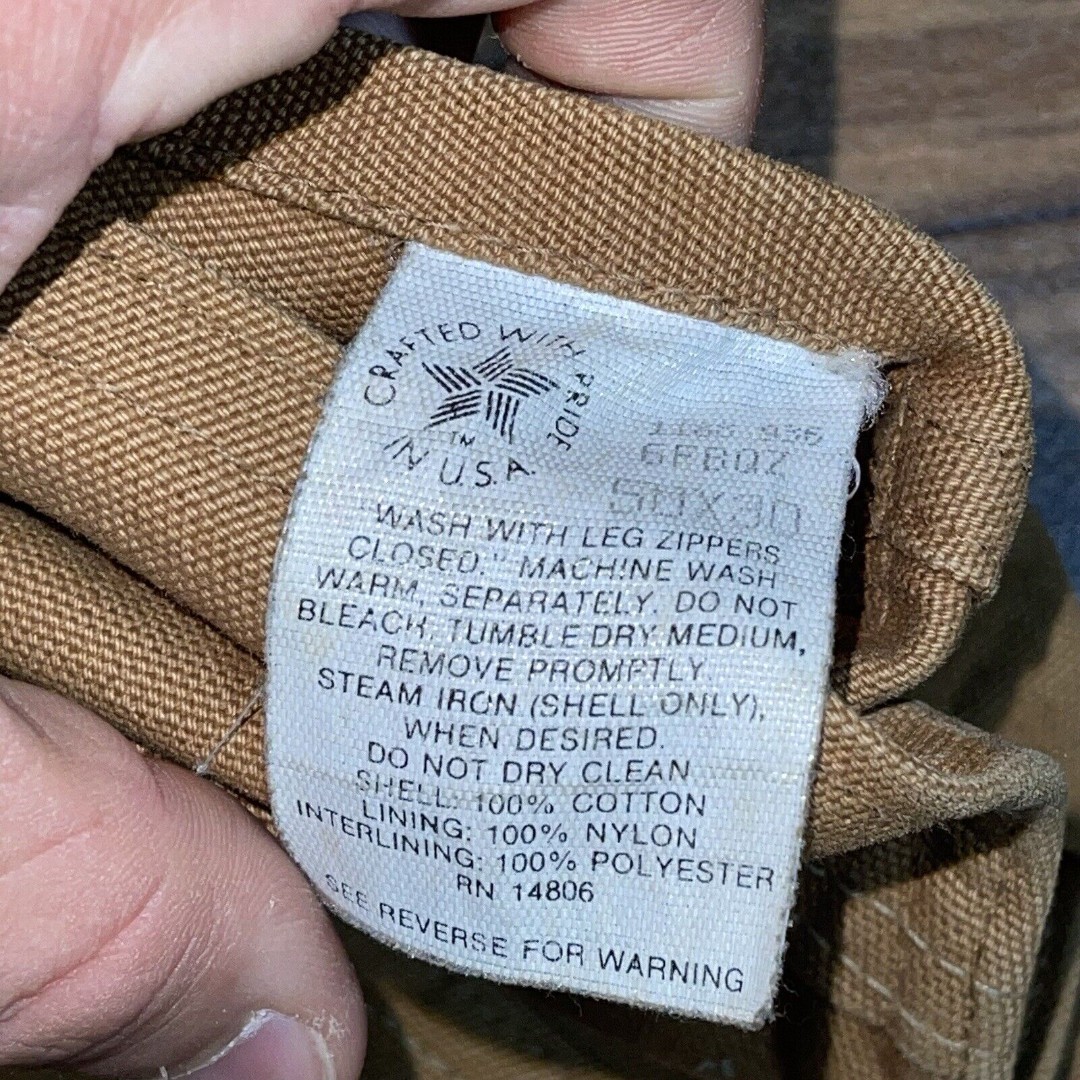 CRAFTED WITH PRIDE
IN U.S.A.
TM
50X30
"WASH WITH LEG ZIPPERS
CLOSED." MACHINE WASH
WARM, SEPARATELY. DO NOT
BLEACH. TUMBLE DRY MEDIUM,
REMOVE PROMPTLY.
STEAM IRON (SHELL ONLY),
WHEN DESIRED.
DO NOT DRY CLEAN
SHELL: 100% COTTON
LINING: 100% NYLON
INTERLINING: 100% POLYESTER
RN 14806
SEE REVERSE FOR WARNING